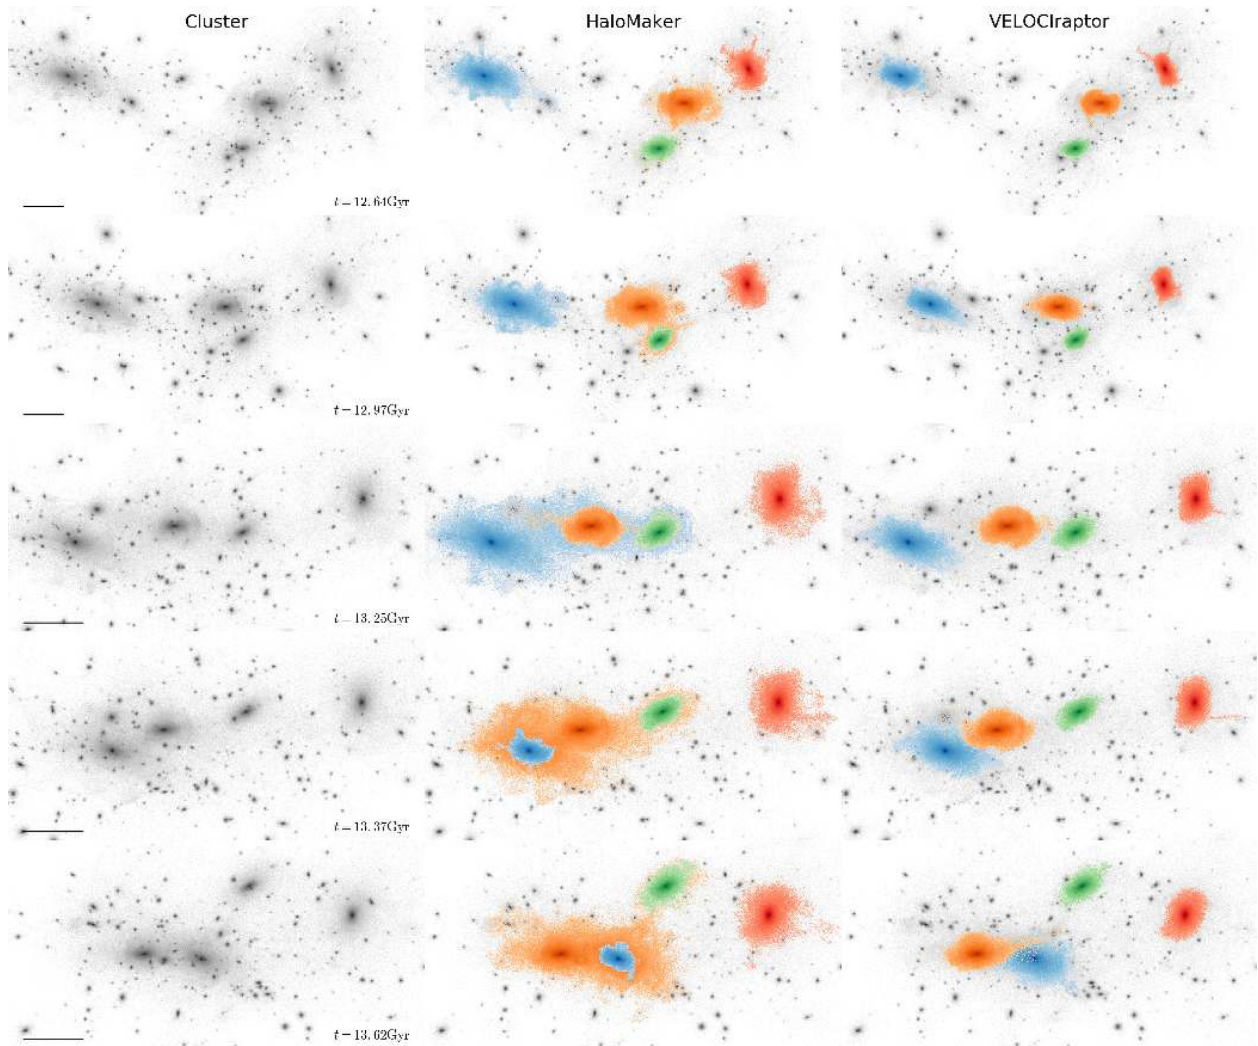 Cluster HaloMaker VELOCIraptor
t = 12.64Gyr
t = 12.97Gyr
t = 13.25Gyr
t = 13.37Gyr
t = 13.62Gyr